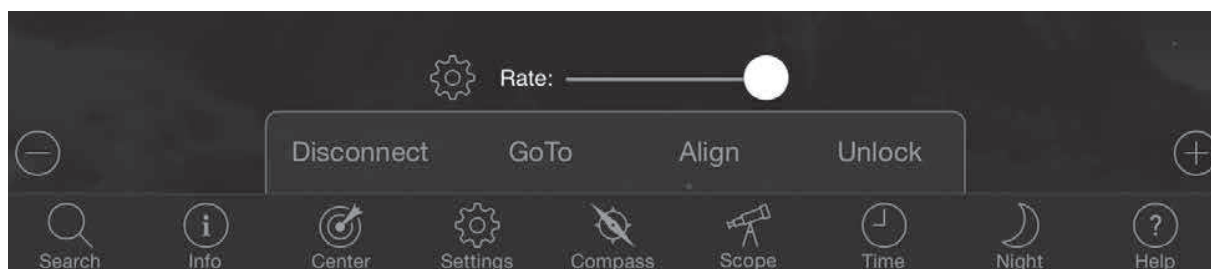 Rate:
Disconnect GoTo Align Unlock
Search Info Center Settings Compass Scope Time Night Help